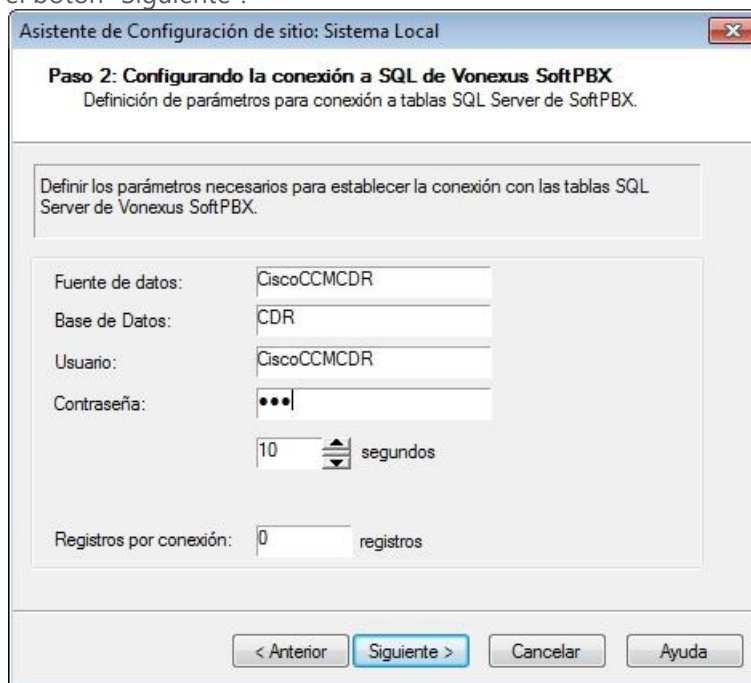 el botón "Siguiente".
Asistente de Configuración de sitio: Sistema Local
Paso 2: Configurando la conexión a SQL de Vonexus SoftPBX
Definición de parámetros para conexión a tablas SQL Server de SoftPBX.
Definir los parámetros necesarios para establecer la conexión con las tablas SQL
Server de Vonexus SoftPBX.
Fuente de datos: CiscoCCMCDR
Base de Datos: CDR
Usuario: CiscoCCMCDR
Contraseña: •••
10 segundos
Registros por conexión: 0 registros
< Anterior Siguiente > Cancelar Ayuda